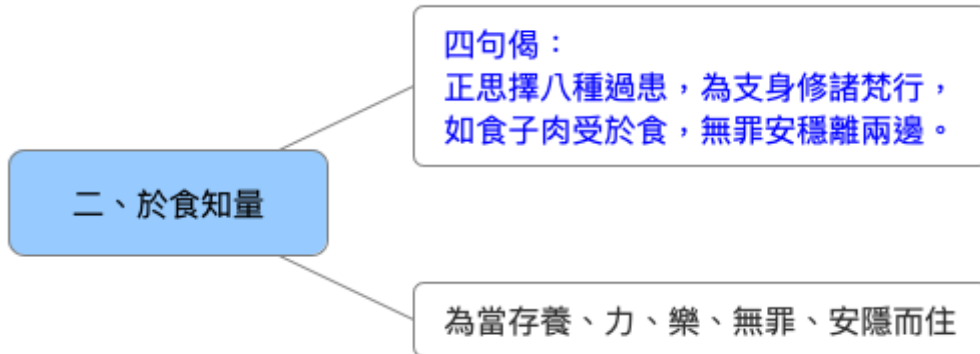 四句偈：
正思擇八種過患，為支身修諸梵行，
如食子肉受於食，無罪安穩離兩邊。
二、於食知量
為當存養、力、樂、無罪、安隱而住